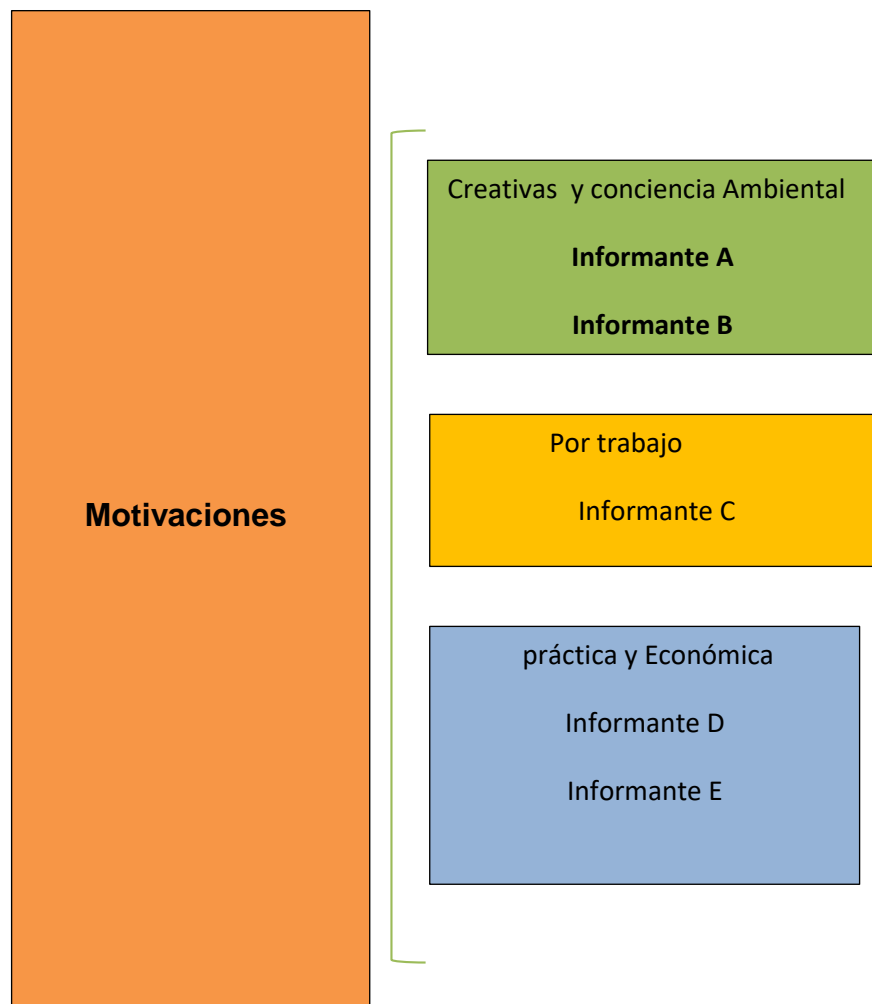 Motivaciones
Creativas  y conciencia Ambiental
Informante A
Informante B
Por trabajo
Informante C
práctica y Económica
Informante D
Informante E